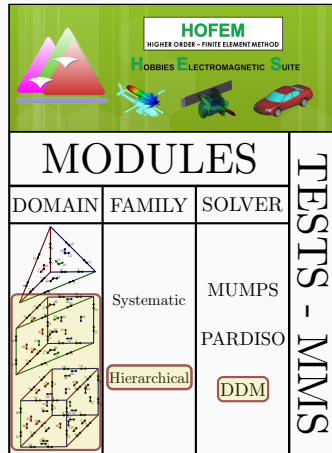 HOFEM
HIGHER ORDER – FINITE ELEMENT METHOD
HOBBIES ELECTROMAGNETIC SUITE
MODULES
DOMAIN FAMILY SOLVER
Systematic
MUMPS
PARDISO
Hierarchical
DDM
TESTS - MMS